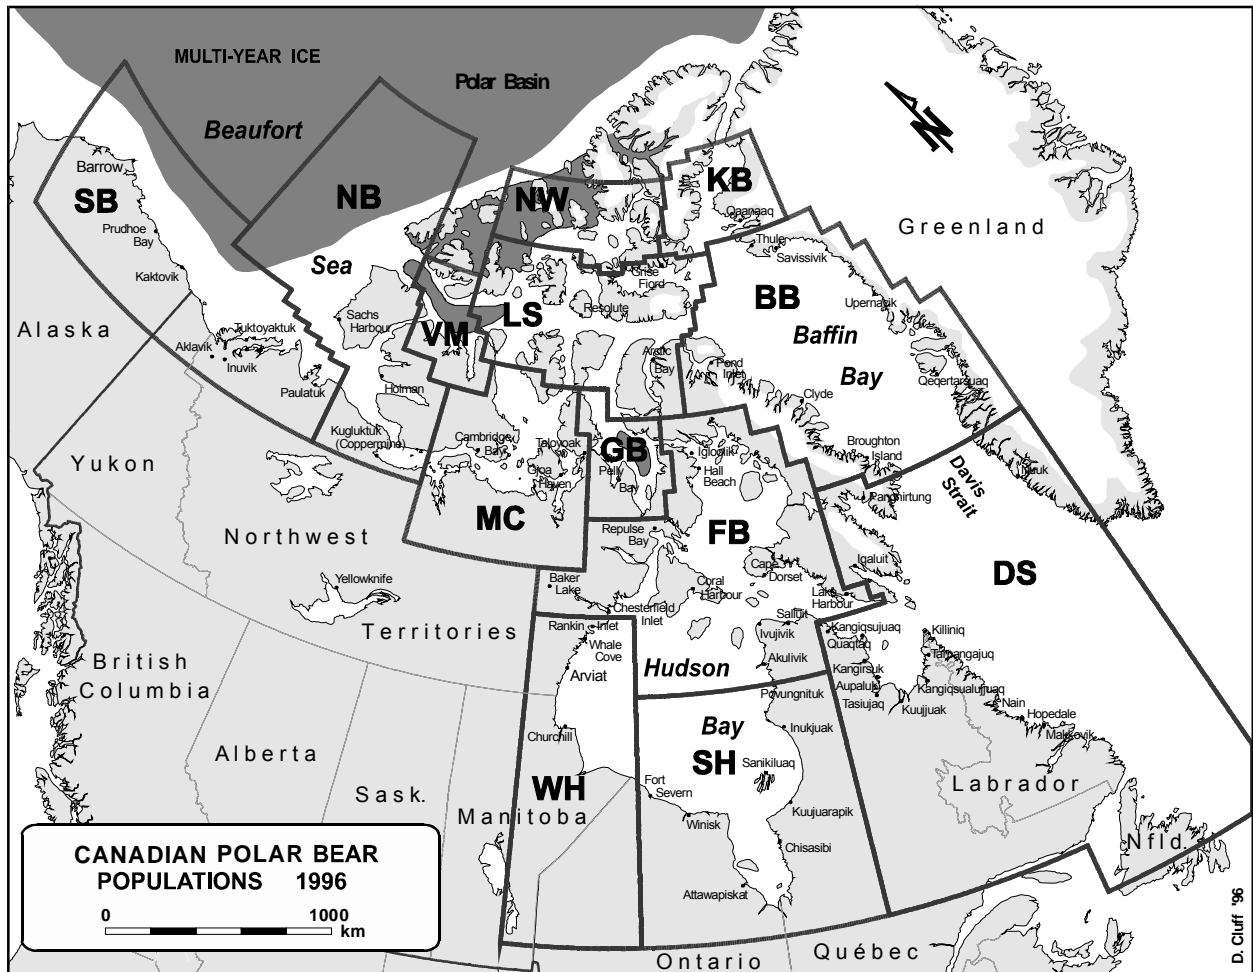 MULTI-YEAR ICE
Polar Basin
Beaufort
N
Barrow
SB
NB
NW
KB
Qaanaaq
Greenland
Prudhoe
Bay
Thule
Savissivik
Sea
Kaktovik
Grise
Fiord
BB
Upernavik
Alaska
Sachs
Harbour
LS
Resolute
Baffin
VM
Tuktoyaktuk
Aklavik
Inuvik
Arctic
Bay
Pond
Inlet
Bay
Qeqertarsuaq
Paulatuk
Holman
Clyde
Kugluktuk
(Coppermine)
Cambridge
Bay
Taloyoak
GB
Igloolik
Broughton
Island
Yukon
Gjoa
Haven
Pelly
Bay
Hall
Beach
Davis
Strait
Nuuk
Pangnirtung
MC
FB
Northwest
Repulse
Bay
Iqaluit
DS
Yellowknife
Baker
Lake
Cape
Dorset
Coral
Harbour
Lake
Harbour
Chesterfield
Inlet
Territories
Rankin Inlet
Salluit
Ivujivik
Kangiqsujuaq
Quaqtaq
Killiniq
Whale
Cove
Tarpangajuq
British
Columbia
Arviat
Hudson
Akulivik
Kangirsuk
Aupaluk
Tasiujaq
Kangiqsualujjuaq
Povungnituk
Kuujjuak
Nain
Hopedale
Makkovik
Bay
Inukjuak
Churchill
Alberta
SH
Sanikiluaq
WH
Fort
Severn
Labrador
Sask.
Manitoba
Winisk
Kuujuarapik
Chisasibi
Nfld.
Attawapiskat
CANADIAN POLAR BEAR
POPULATIONS 1996
0 1000
km
Ontario
Québec
D. Cluff '96